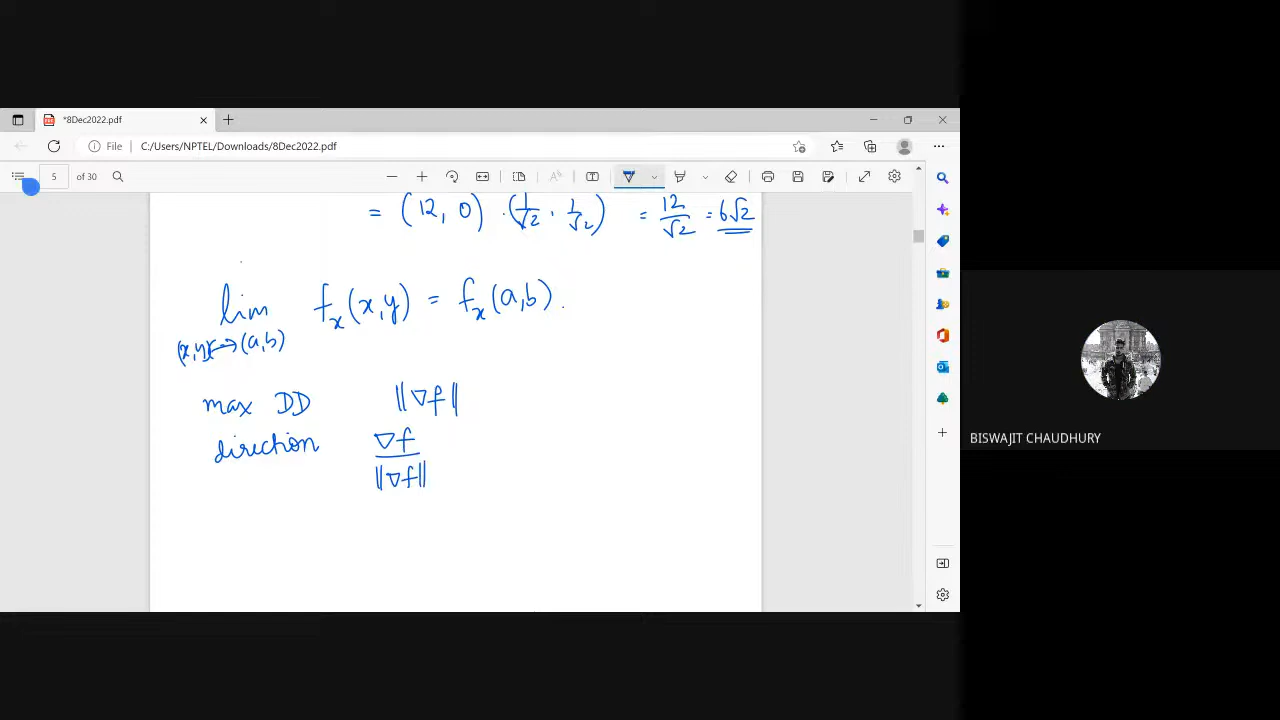 *8Dec2022.pdf
File C:/Users/NPTEL/Downloads/8Dec2022.pdf
5 of 30
= (12, 0) · (1/√2, 1/√2) = 12/√2 = 6√2
lim f_x(x,y) = f_x(a,b).
(x,y)→(a,b)
max DD ‖∇f‖
direction ∇f/‖∇f‖
BISWAJIT CHAUDHURY